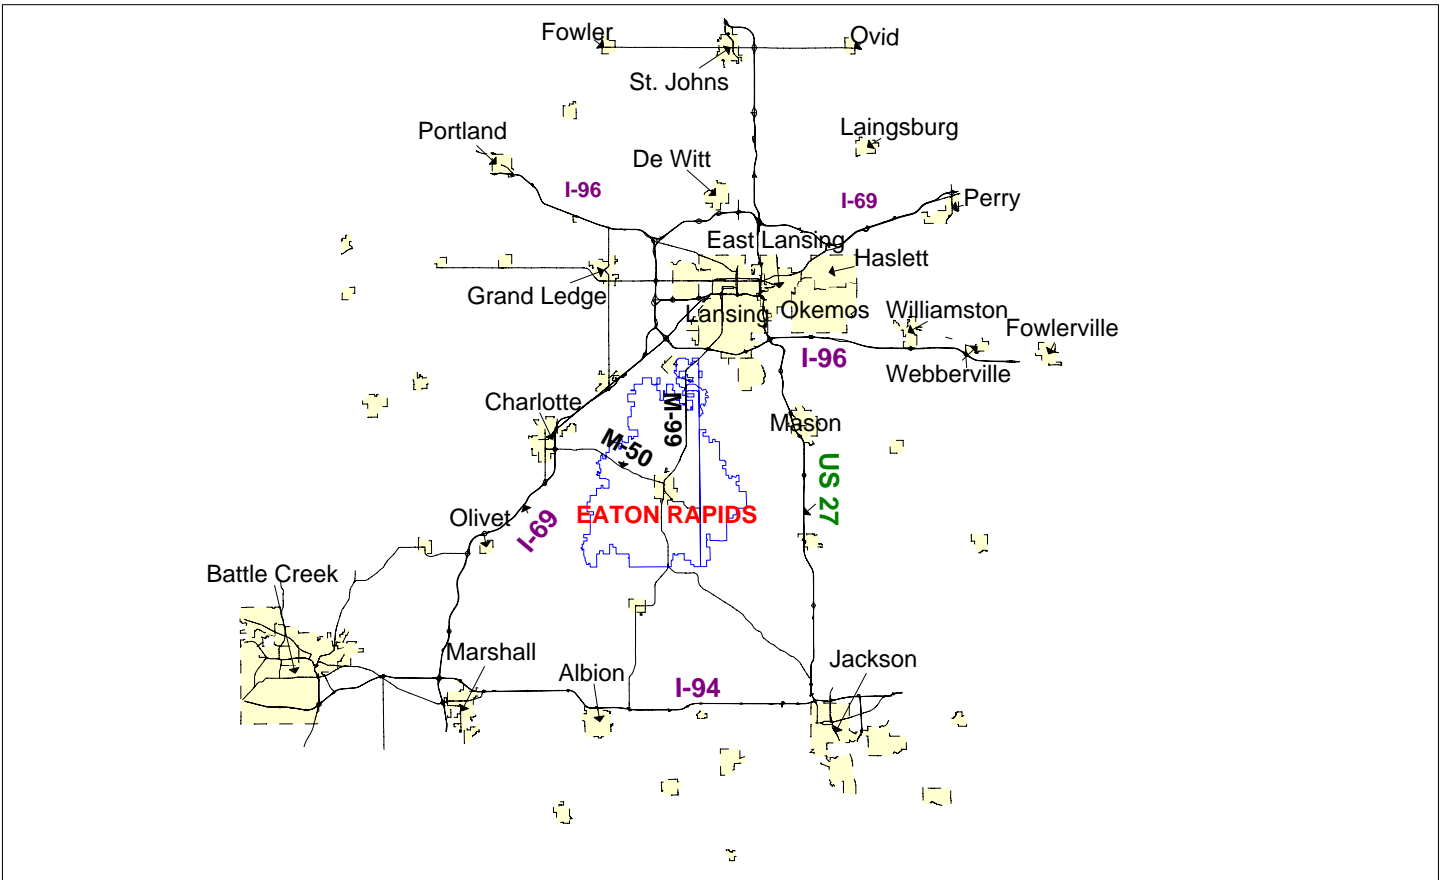 Fowler
Ovid
St. Johns
Portland
Laingsburg
De Witt
I-96
I-69
Perry
East Lansing
Haslett
Grand Ledge
Lansing
Okemos
Williamston
Fowlerville
I-96
Webberville
Charlotte
M-99
Mason
M-50
US 27
EATON RAPIDS
Olivet
I-69
Battle Creek
Marshall
Albion
Jackson
I-94